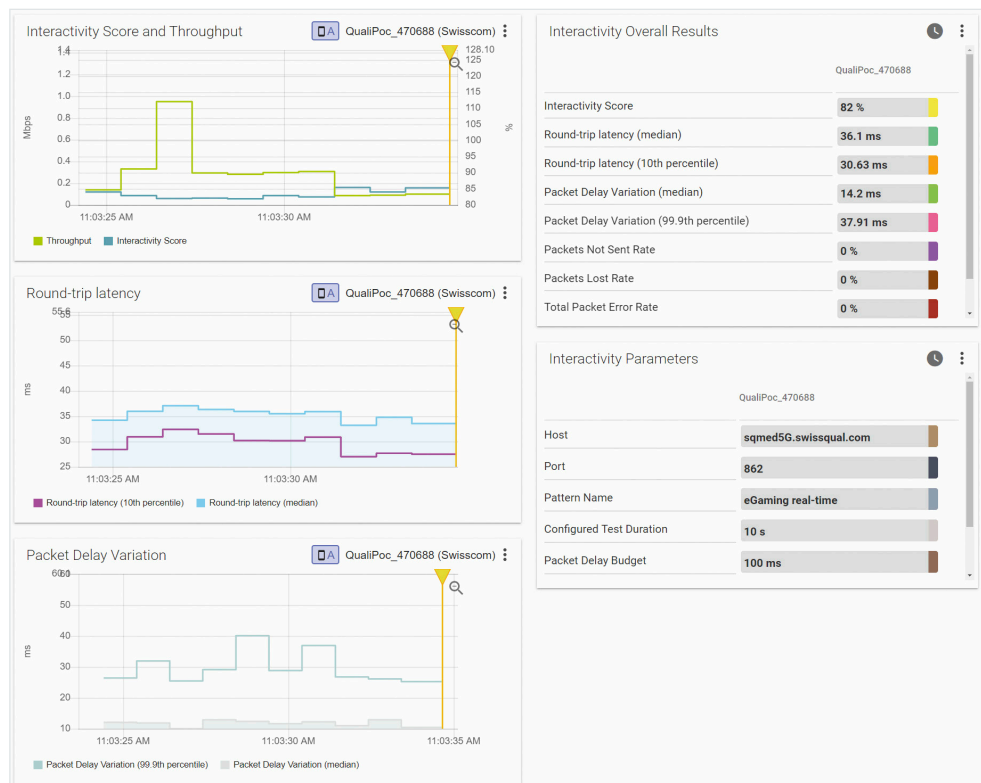 Interactivity Score and Throughput
A QualiPoc_470688 (Swisscom)
1.4
1.2
1.0
0.8
0.6
0.4
0.2
0
Mbps
128.10
125
120
115
110
105
100
95
90
85
80
%
11:03:25 AM
11:03:30 AM
Throughput Interactivity Score
Round-trip latency
A QualiPoc_470688 (Swisscom)
55
50
45
40
35
30
25
ms
11:03:25 AM
11:03:30 AM
Round-trip latency (10th percentile) Round-trip latency (median)
Packet Delay Variation
A QualiPoc_470688 (Swisscom)
50
40
30
20
10
ms
11:03:25 AM
11:03:30 AM
11:03:35 AM
Packet Delay Variation (99.9th percentile) Packet Delay Variation (median)
Interactivity Overall Results
QualiPoc_470688
Interactivity Score 82 %
Round-trip latency (median) 36.1 ms
Round-trip latency (10th percentile) 30.63 ms
Packet Delay Variation (median) 14.2 ms
Packet Delay Variation (99.9th percentile) 37.91 ms
Packets Not Sent Rate 0 %
Packets Lost Rate 0 %
Total Packet Error Rate 0 %
Interactivity Parameters
QualiPoc_470688
Host sqmed5G.swissqual.com
Port 862
Pattern Name eGaming real-time
Configured Test Duration 10 s
Packet Delay Budget 100 ms